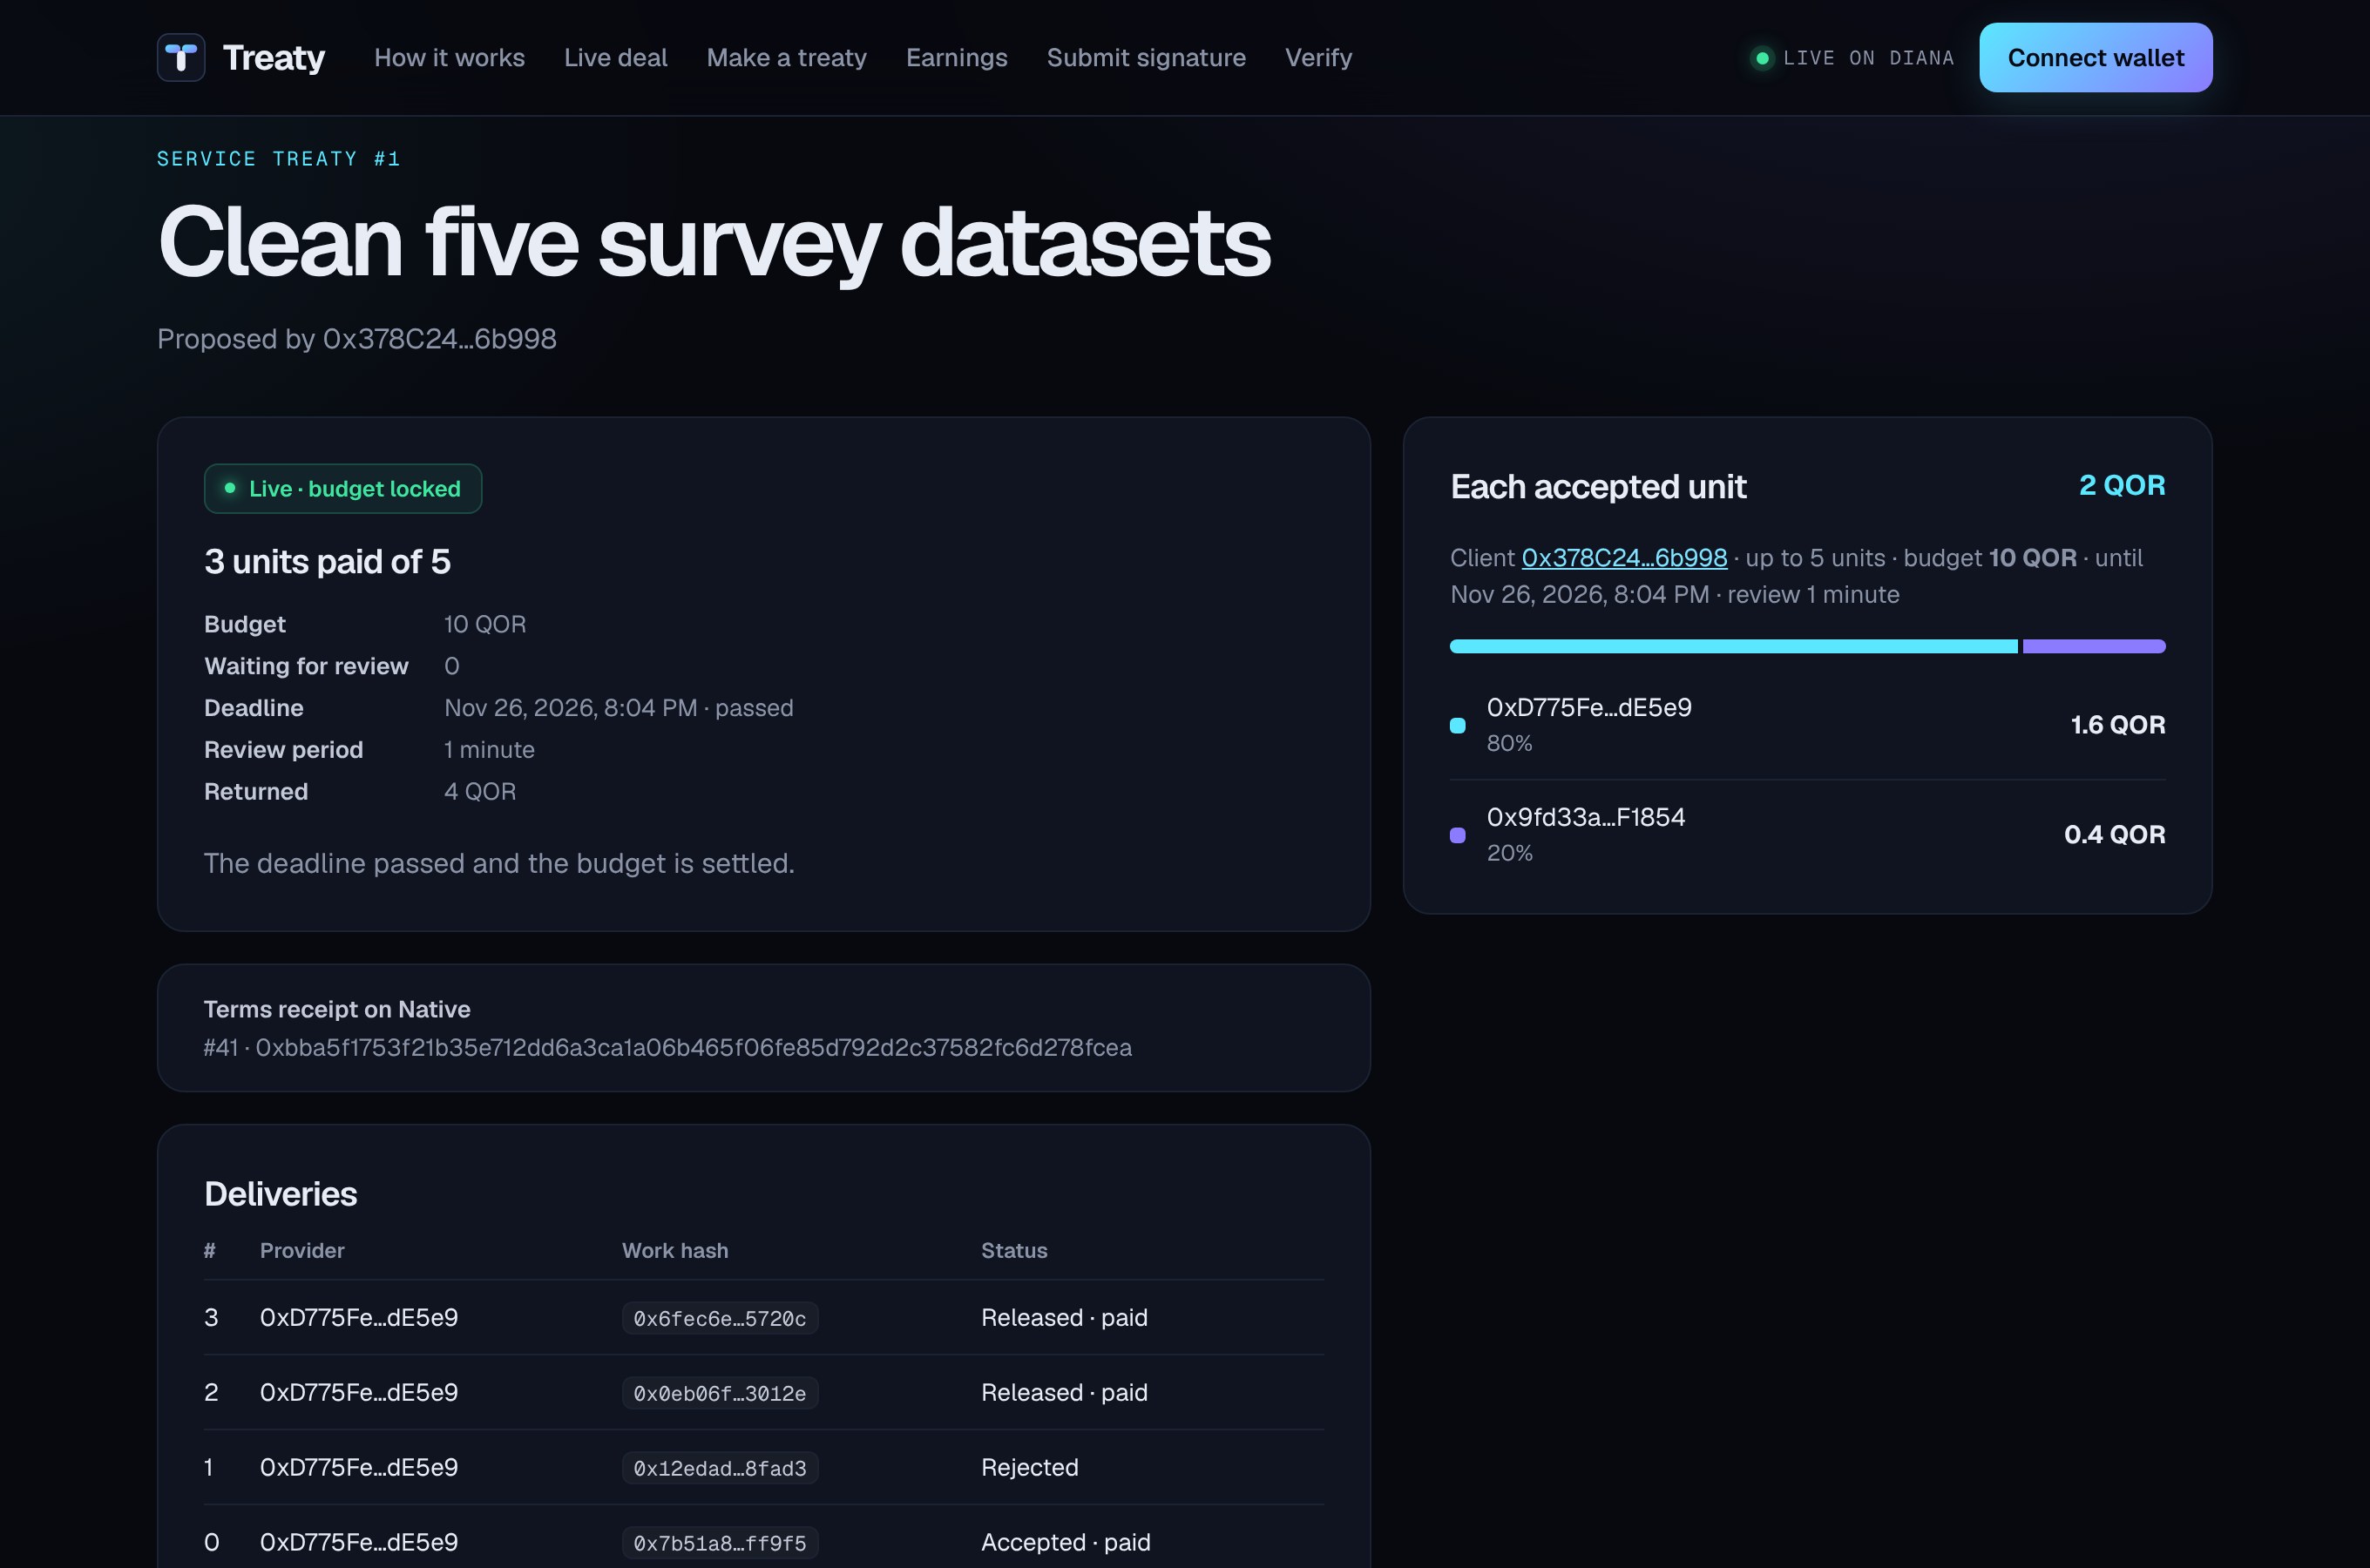 Treaty
How it works
Live deal
Make a treaty
Earnings
Submit signature
Verify
LIVE ON DIANA
Connect wallet
SERVICE TREATY #1
Clean five survey datasets
Proposed by 0x378C24…6b998
Live · budget locked
3 units paid of 5
Budget 10 QOR
Waiting for review 0
Deadline Nov 26, 2026, 8:04 PM · passed
Review period 1 minute
Returned 4 QOR
The deadline passed and the budget is settled.
Each accepted unit 2 QOR
Client 0x378C24…6b998 · up to 5 units · budget 10 QOR · until
Nov 26, 2026, 8:04 PM · review 1 minute
0xD775Fe…dE5e9
80%
1.6 QOR
0x9fd33a…F1854
20%
0.4 QOR
Terms receipt on Native
#41 · 0xbba5f1753f21b35e712dd6a3ca1a06b465f06fe85d792d2c37582fc6d278fcea
Deliveries
# Provider Work hash Status
3 0xD775Fe…dE5e9 0x6fec6e…5720c Released · paid
2 0xD775Fe…dE5e9 0x0eb06f…3012e Released · paid
1 0xD775Fe…dE5e9 0x12edad…8fad3 Rejected
0 0xD775Fe…dE5e9 0x7b51a8…ff9f5 Accepted · paid